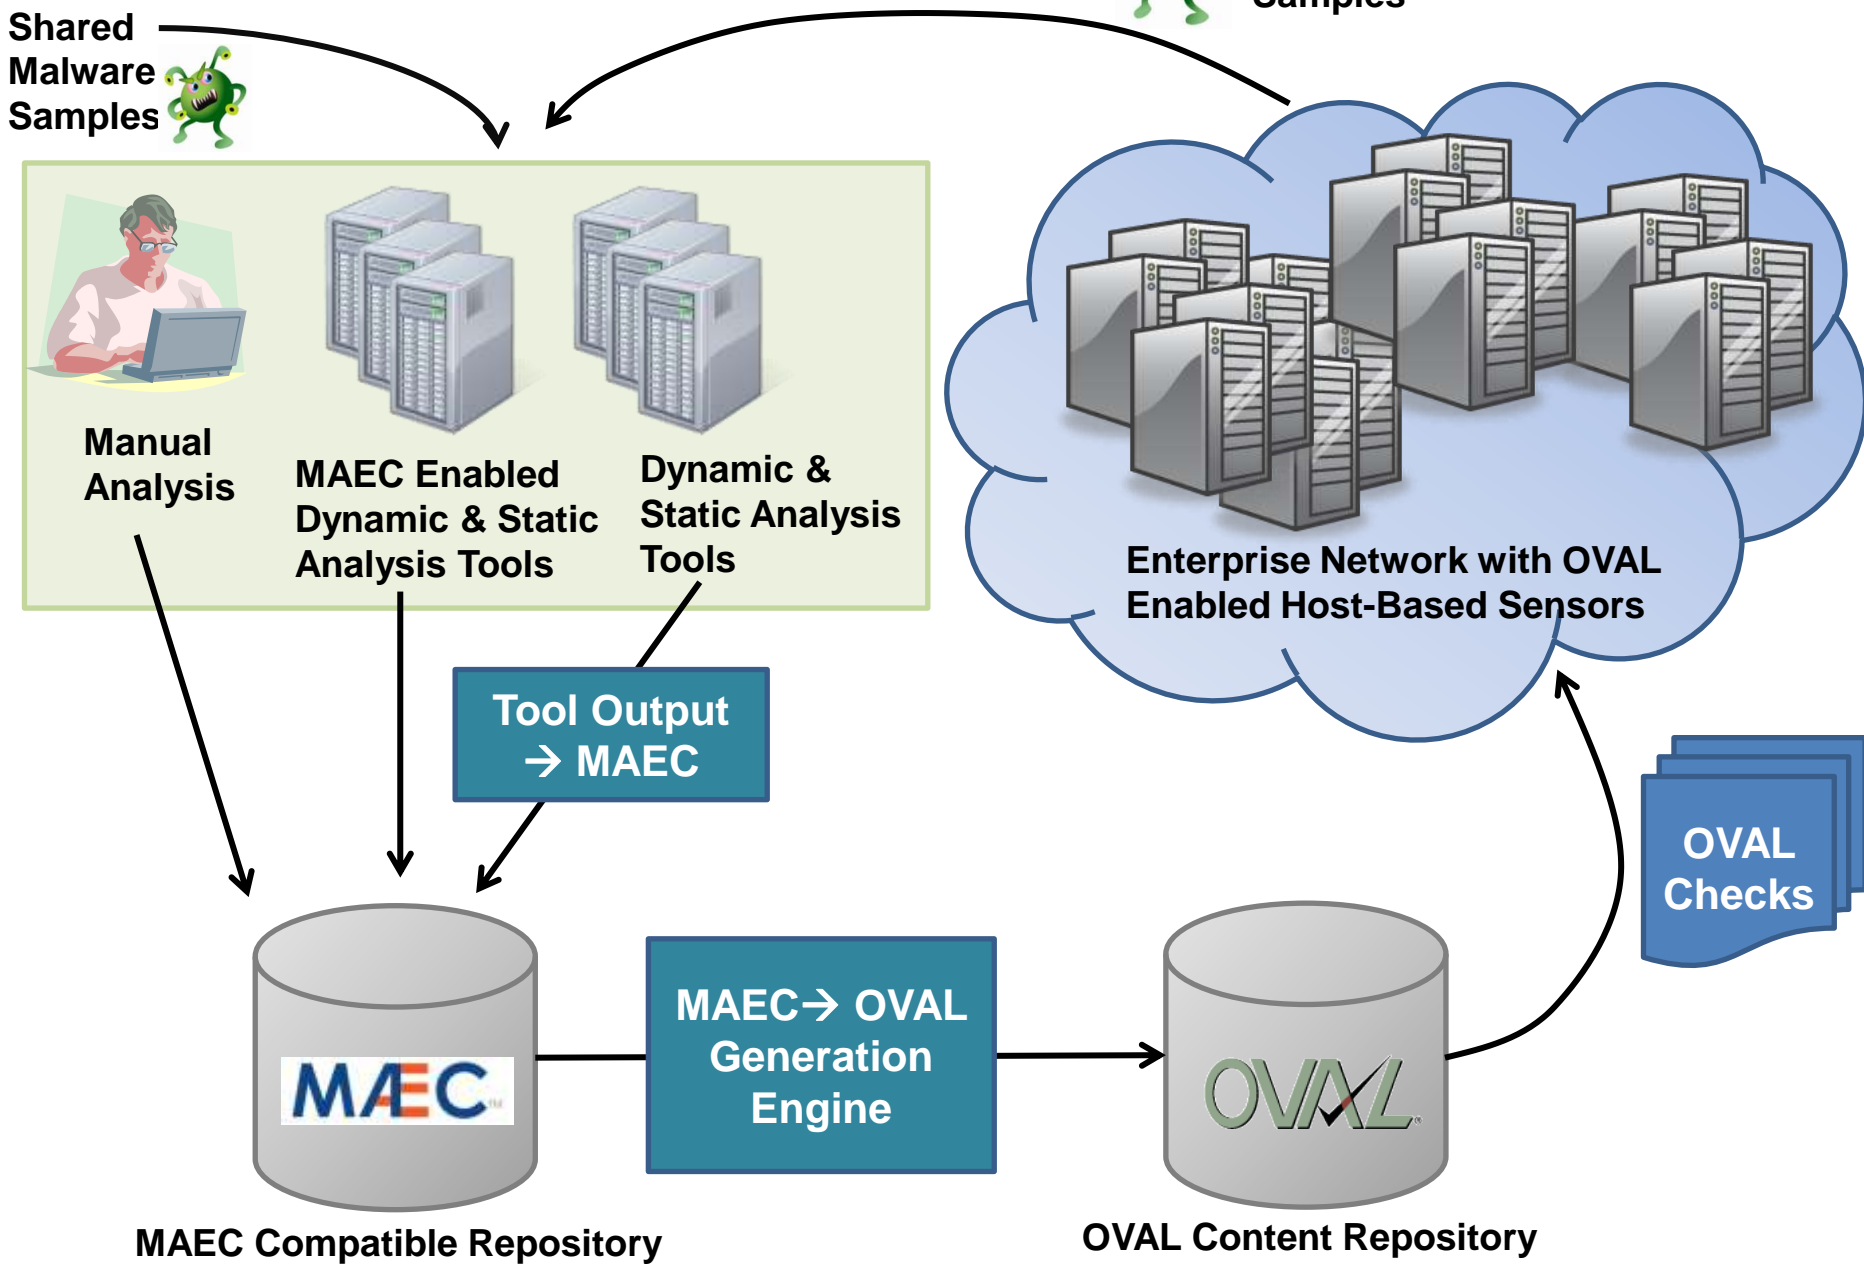 Samples
Shared
Malware
Samples
Manual
Analysis
MAEC Enabled
Dynamic & Static
Analysis Tools
Dynamic &
Static Analysis
Tools
Enterprise Network with OVAL
Enabled Host-Based Sensors
Tool Output
→ MAEC
OVAL
Checks
MAEC→ OVAL
Generation
Engine
MAEC
OVAL
MAEC Compatible Repository
OVAL Content Repository